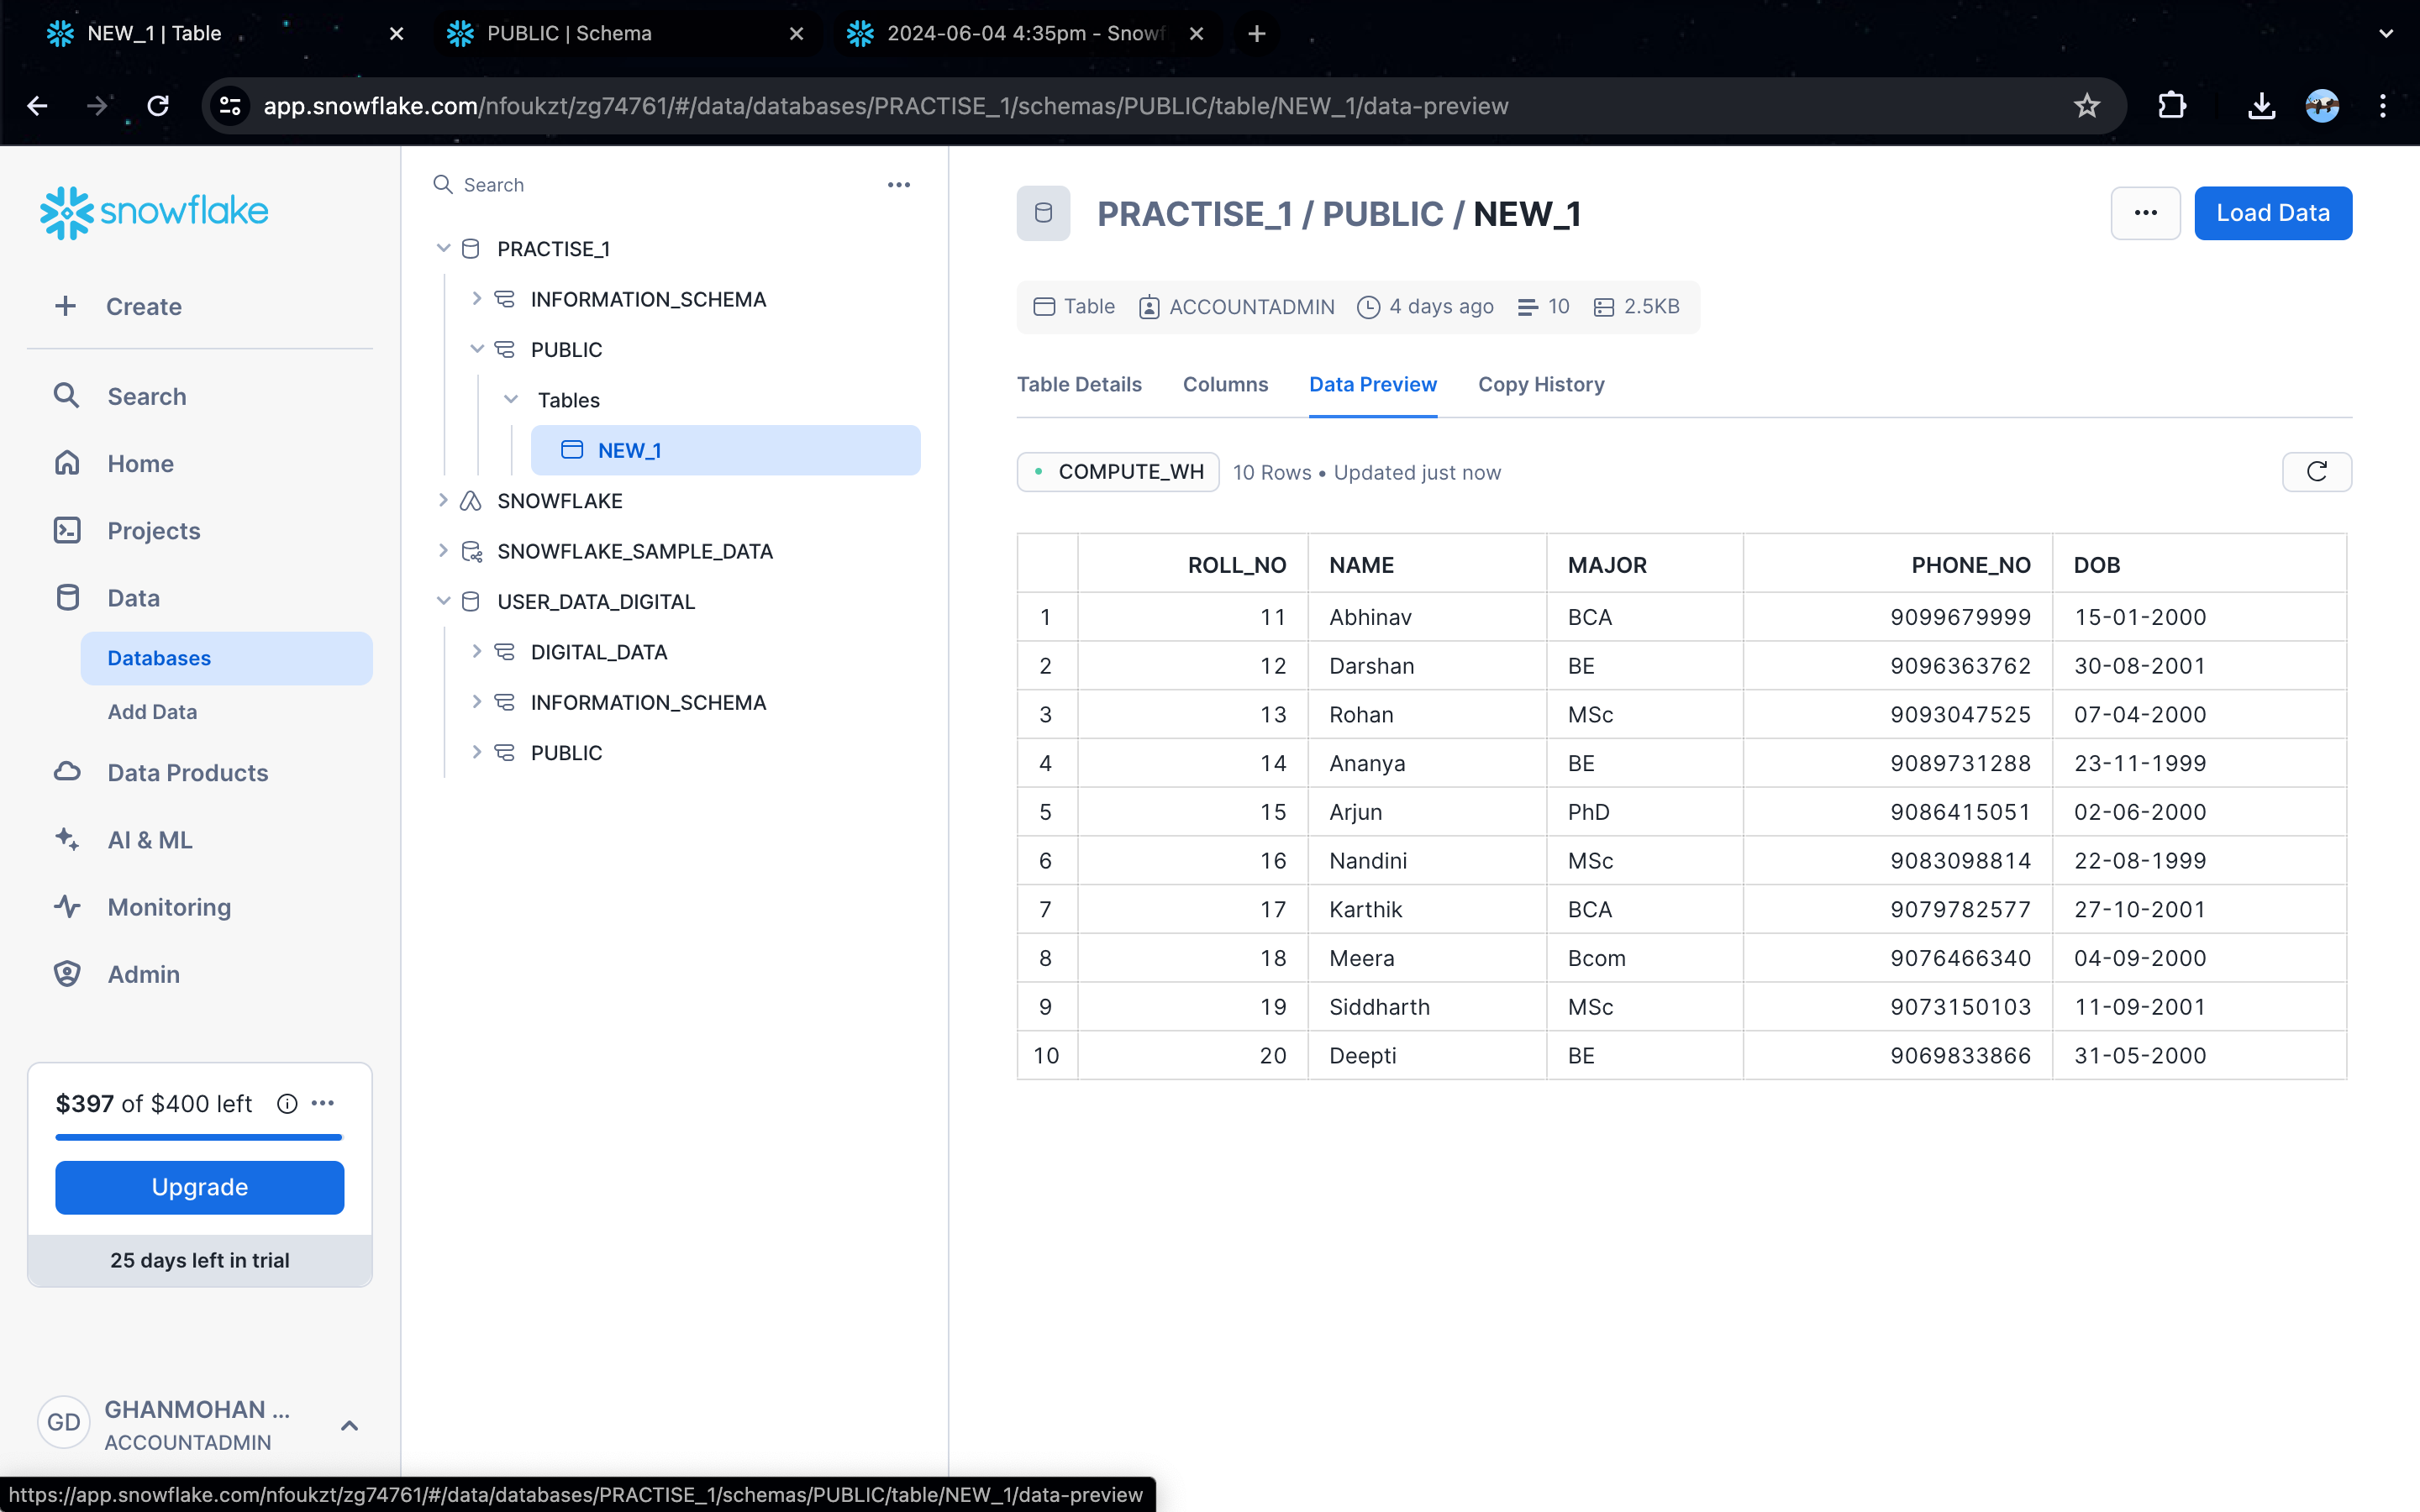 NEW_1 | Table
PUBLIC | Schema
2024-06-04 4:35pm - Snowf
app.snowflake.com/nfoukzt/zg74761/#/data/databases/PRACTISE_1/schemas/PUBLIC/table/NEW_1/data-preview
snowflake
Create
Search
Home
Projects
Data
Databases
Add Data
Data Products
AI & ML
Monitoring
Admin
$397 of $400 left
Upgrade
25 days left in trial
GD
GHANMOHAN ...
ACCOUNTADMIN
Search
PRACTISE_1
INFORMATION_SCHEMA
PUBLIC
Tables
NEW_1
SNOWFLAKE
SNOWFLAKE_SAMPLE_DATA
USER_DATA_DIGITAL
DIGITAL_DATA
INFORMATION_SCHEMA
PUBLIC
PRACTISE_1 / PUBLIC / NEW_1
Load Data
Table ACCOUNTADMIN 4 days ago 10 2.5KB
Table Details Columns Data Preview Copy History
COMPUTE_WH 10 Rows • Updated just now
ROLL_NO NAME MAJOR PHONE_NO DOB
1 11 Abhinav BCA 9099679999 15-01-2000
2 12 Darshan BE 9096363762 30-08-2001
3 13 Rohan MSc 9093047525 07-04-2000
4 14 Ananya BE 9089731288 23-11-1999
5 15 Arjun PhD 9086415051 02-06-2000
6 16 Nandini MSc 9083098814 22-08-1999
7 17 Karthik BCA 9079782577 27-10-2001
8 18 Meera Bcom 9076466340 04-09-2000
9 19 Siddharth MSc 9073150103 11-09-2001
10 20 Deepti BE 9069833866 31-05-2000
https://app.snowflake.com/nfoukzt/zg74761/#/data/databases/PRACTISE_1/schemas/PUBLIC/table/NEW_1/data-preview